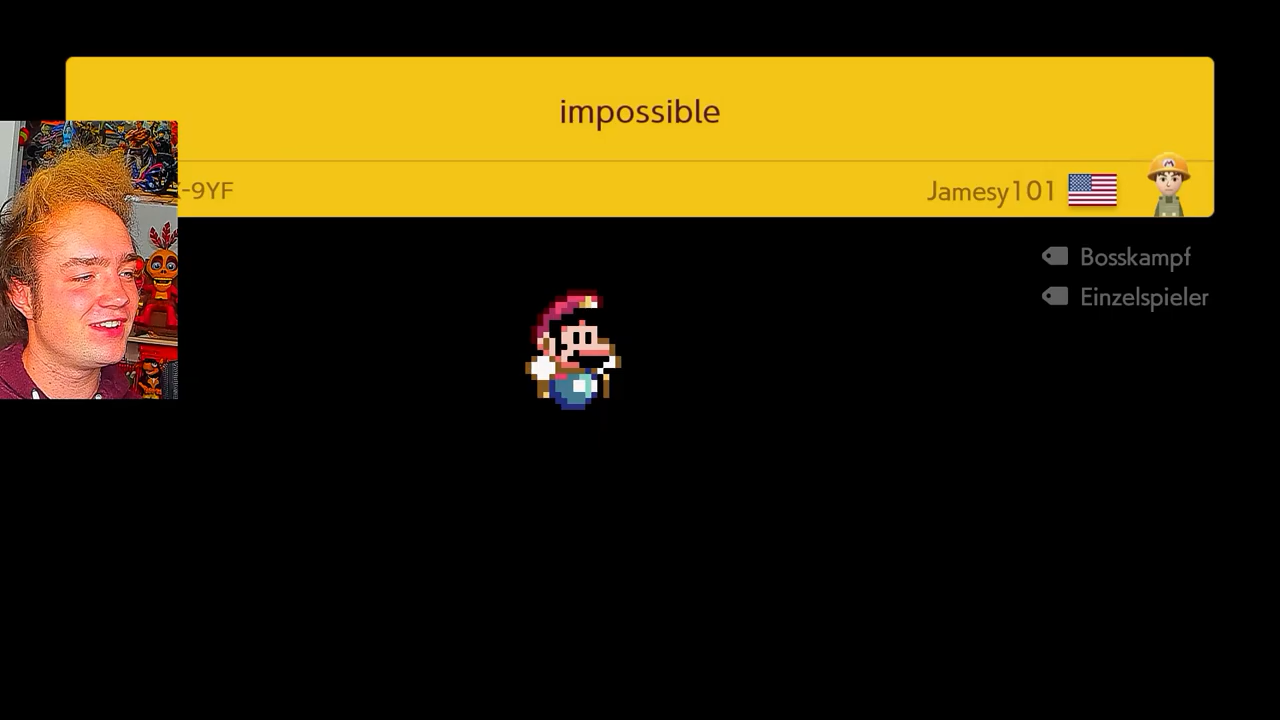 impossible
-9YF
Jamesy101
Bosskampf
Einzelspieler